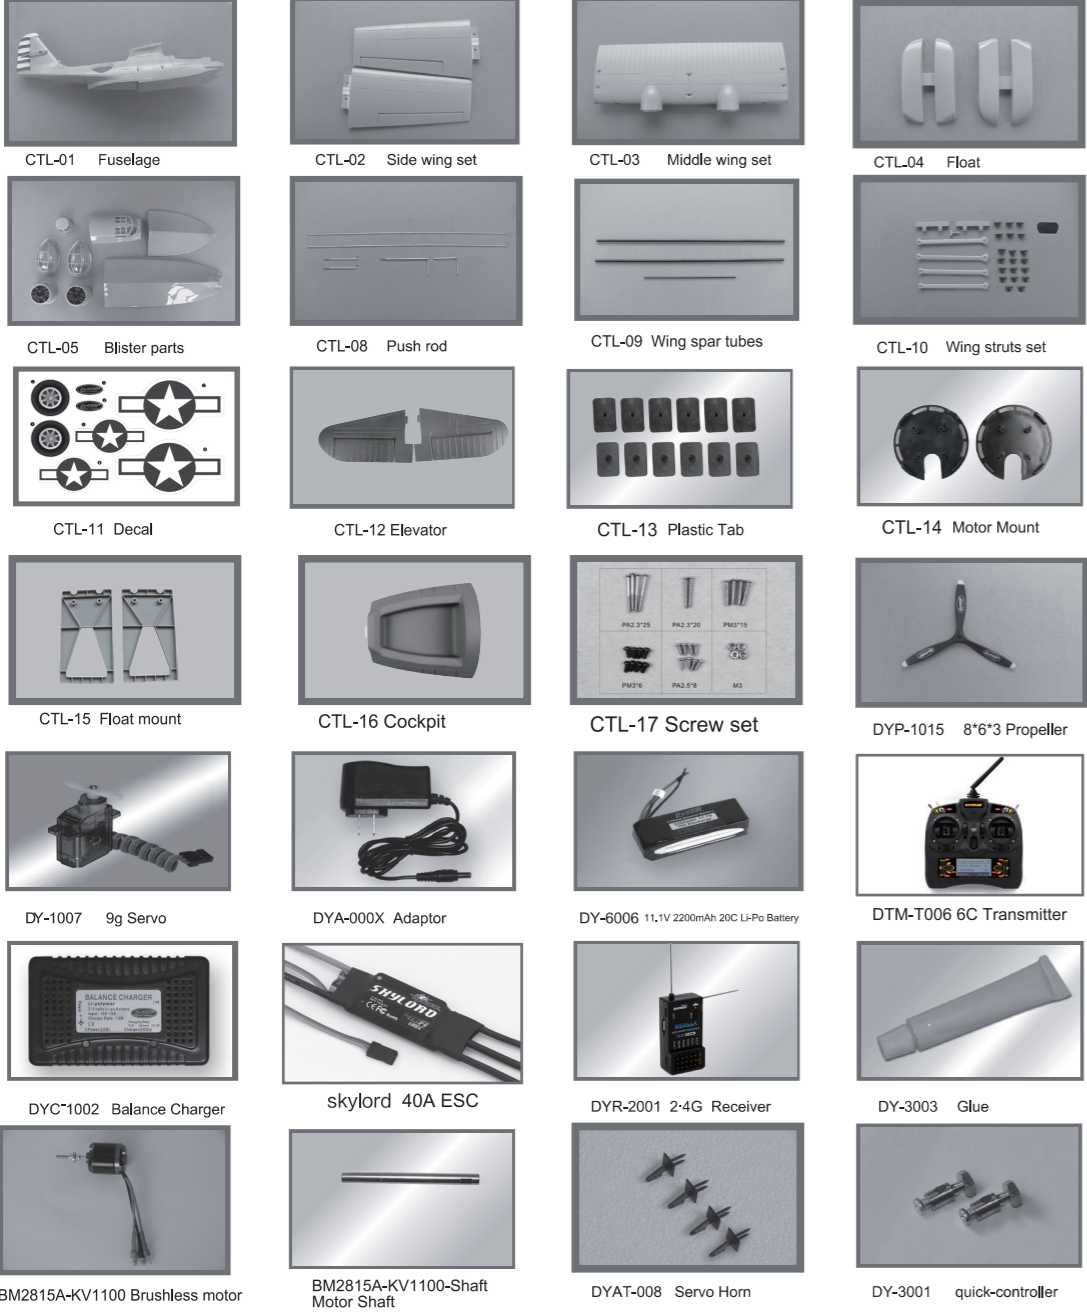 CTL-01 Fuselage
CTL-02 Side wing set
CTL-03 Middle wing set
CTL-04 Float
CTL-05 Blister parts
CTL-08 Push rod
CTL-09 Wing spar tubes
CTL-10 Wing struts set
CTL-11 Decal
CTL-12 Elevator
CTL-13 Plastic Tab
CTL-14 Motor Mount
PA2.3*25 PA2.3*20 PM3*15
PM3*6 PA2.5*8 M3
CTL-15 Float mount
CTL-16 Cockpit
CTL-17 Screw set
DYP-1015 8*6*3 Propeller
DY-1007 9g Servo
DYA-000X Adaptor
DY-6006 11.1V 2200mAh 20C Li-Po Battery
DTM-T006 6C Transmitter
BALANCE CHARGER
Li-polymer
SKYLORD
DYC-1002 Balance Charger
skylord 40A ESC
DYR-2001 2·4G Receiver
DY-3003 Glue
BM2815A-KV1100 Brushless motor
BM2815A-KV1100-Shaft
Motor Shaft
DYAT-008 Servo Horn
DY-3001 quick-controller